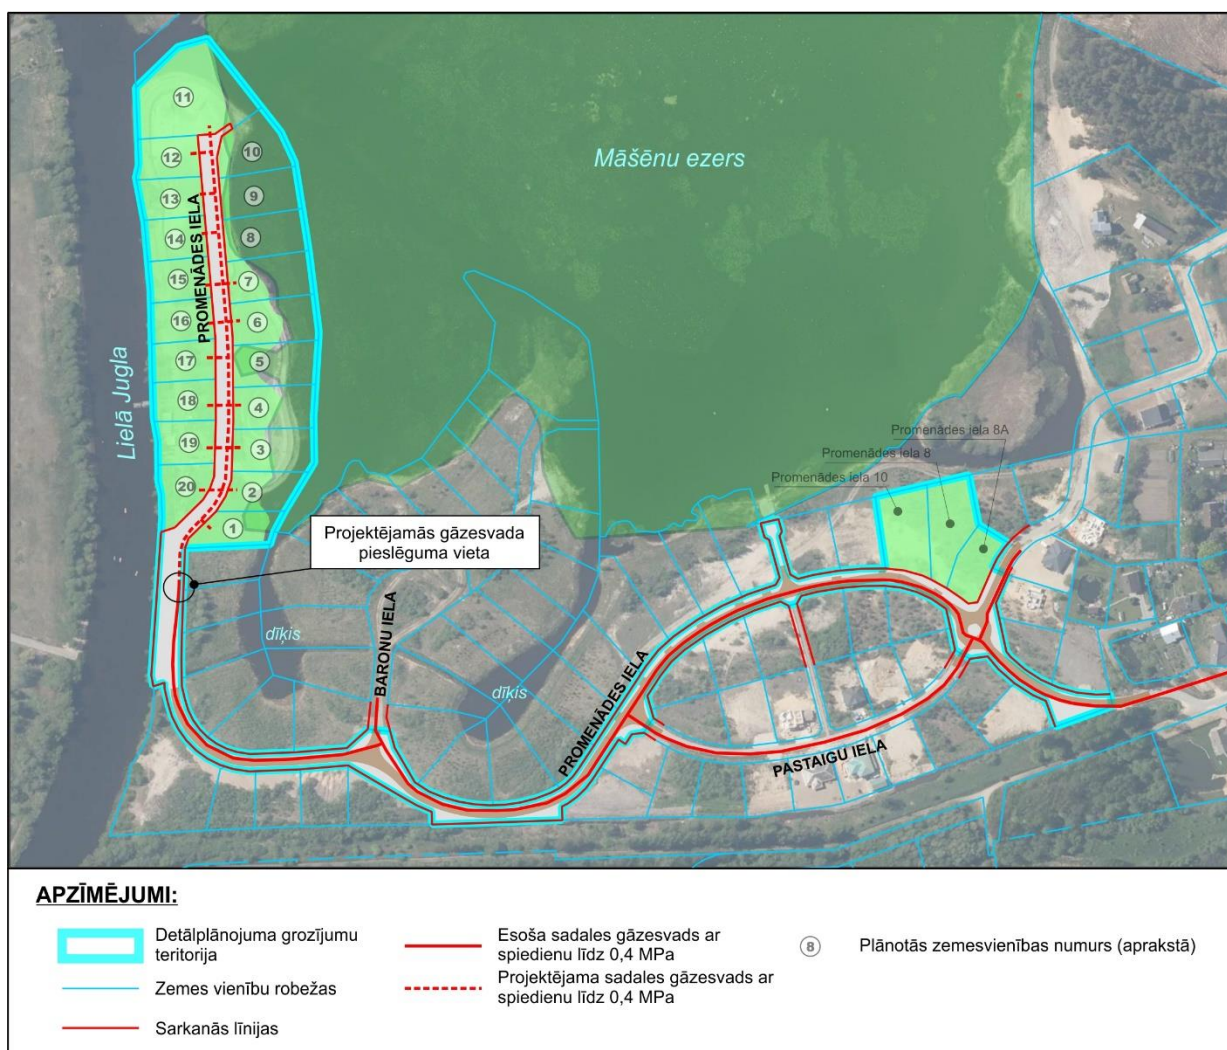 Māšēnu ezers
11
12
10
13
9
14
8
15
7
16
6
17
5
18
4
19
3
20
2
1
PROMENĀDES IELA
Lielā Jugla
Projektējamās gāzesvada
pieslēguma vieta
Promenādes iela 8A
Promenādes iela 8
Promenādes iela 10
dīķis
BARONU IELA
dīķis
PROMENĀDES IELA
PASTAIGU IELA
APZĪMĒJUMI:
Detālplānojuma grozījumu
teritorija
Zemes vienību robežas
Sarkanās līnijas
Esoša sadales gāzesvads ar
spiedienu līdz 0,4 MPa
Projektējama sadales gāzesvads ar
spiedienu līdz 0,4 MPa
8
Plānotās zemesvienības numurs (aprakstā)